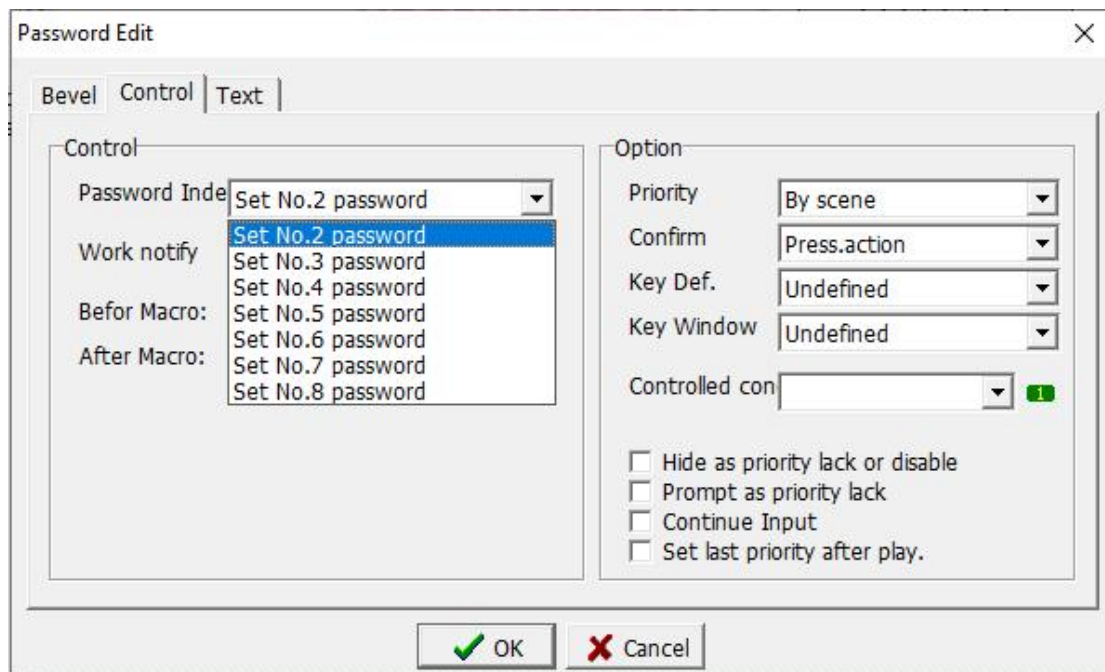 Password Edit
Bevel
Control
Text
Control
Password Inde
Set No.2 password
Set No.2 password
Set No.3 password
Set No.4 password
Set No.5 password
Set No.6 password
Set No.7 password
Set No.8 password
Work notify
Befor Macro:
After Macro:
Option
Priority
By scene
Confirm
Press.action
Key Def.
Undefined
Key Window
Undefined
Controlled con
1
Hide as priority lack or disable
Prompt as priority lack
Continue Input
Set last priority after play.
OK
Cancel